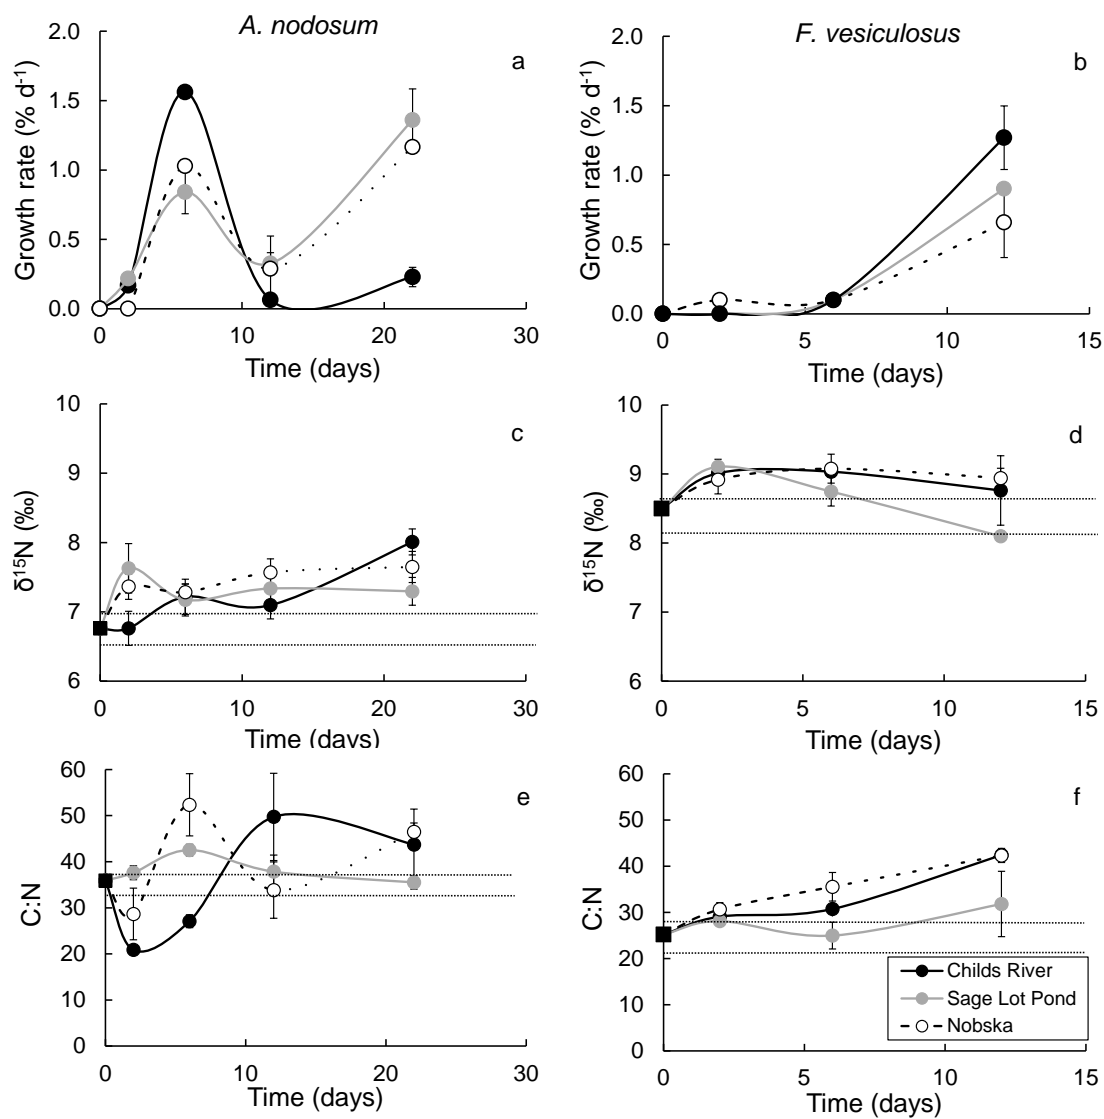 A. nodosum
F. vesiculosus
2.0
1.5
1.0
0.5
0.0
Growth rate (% d⁻¹)
a
0
10
20
30
Time (days)
2.0
1.5
1.0
0.5
0.0
Growth rate (% d⁻¹)
b
0
5
10
15
Time (days)
10
9
8
7
6
δ¹⁵N (‰)
c
0
10
20
30
Time (days)
10
9
8
7
6
δ¹⁵N (‰)
d
0
5
10
15
Time (days)
60
50
40
30
20
10
0
C:N
e
0
10
20
30
Time (days)
60
50
40
30
20
10
0
C:N
f
Childs River
Sage Lot Pond
Nobska
0
5
10
15
Time (days)